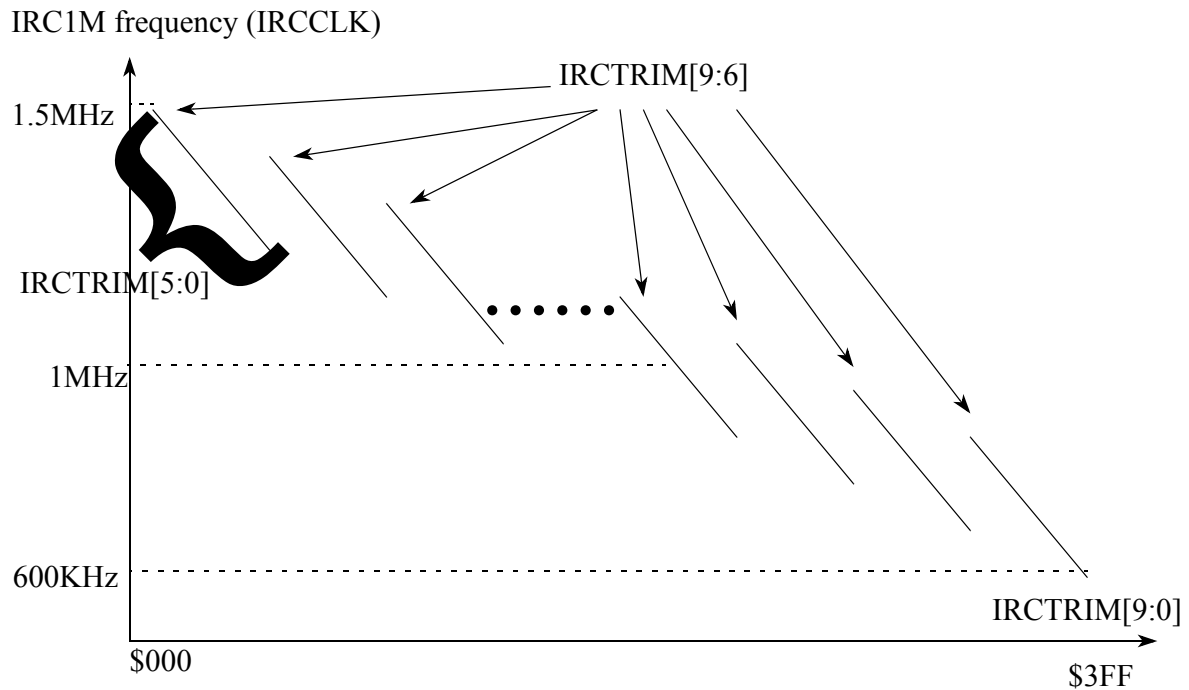 IRC1M frequency (IRCCLK)
IRCTRIM[9:6]
1.5MHz
IRCTRIM[5:0]
1MHz
600KHz
IRCTRIM[9:0]
$000
$3FF